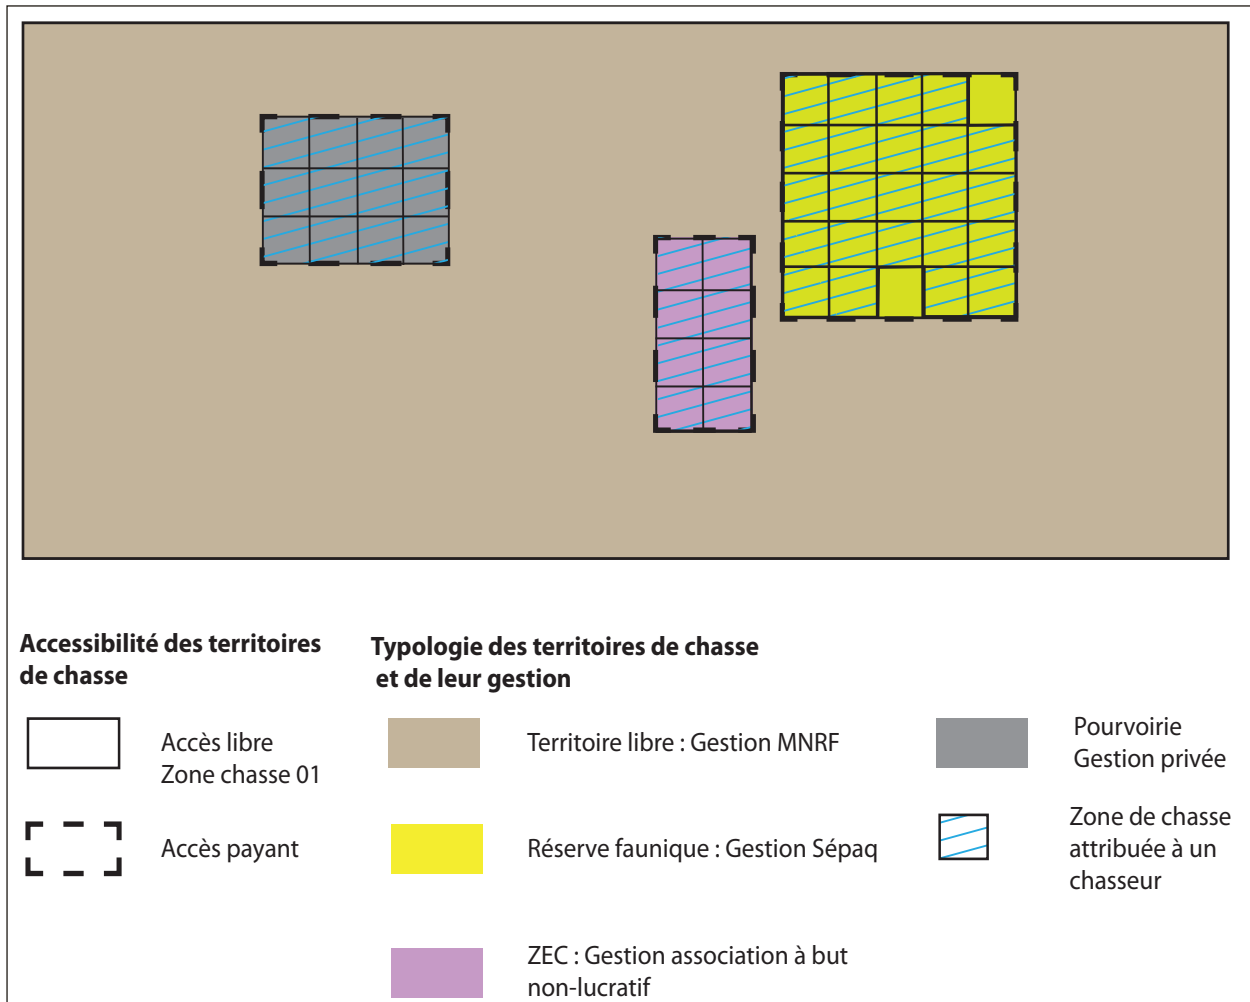 Accessibilité des territoires
de chasse
Accès libre
Zone chasse 01
Accès payant
Typologie des territoires de chasse
et de leur gestion
Territoire libre : Gestion MNRF
Réserve faunique : Gestion Sépaq
ZEC : Gestion association à but
non-lucratif
Pourvoirie
Gestion privée
Zone de chasse
attribuée à un
chasseur